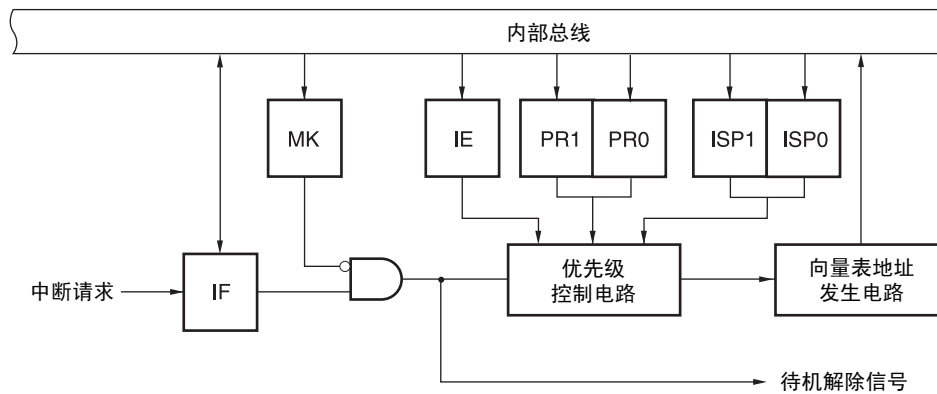 内部总线
MK
IE
PR1
PR0
ISP1
ISP0
中断请求
IF
优先级
控制电路
向量表地址
发生电路
待机解除信号